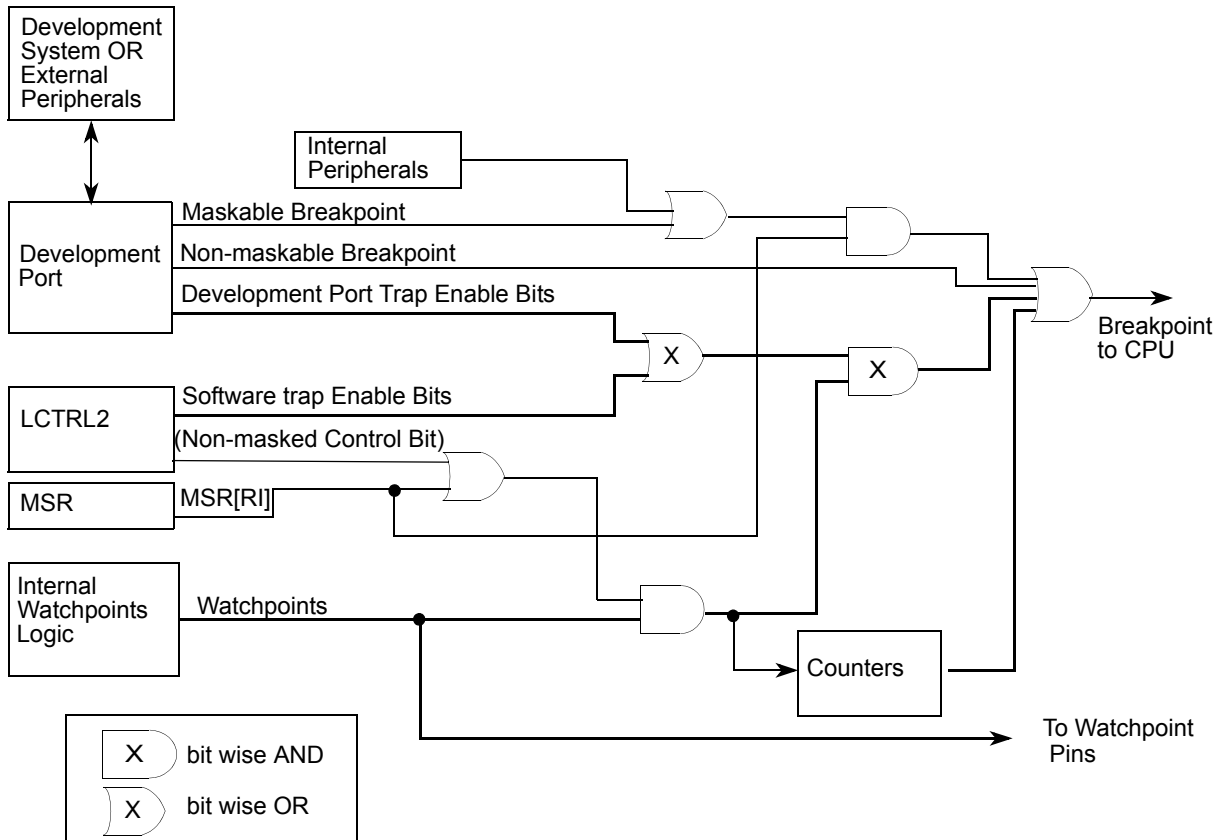 Development
System OR
External
Peripherals
Internal
Peripherals
Maskable Breakpoint
Development
Port
Non-maskable Breakpoint
Development Port Trap Enable Bits
Breakpoint
to CPU
X
X
LCTRL2
Software trap Enable Bits
(Non-masked Control Bit)
MSR
MSR[RI]
Internal
Watchpoints
Logic
Watchpoints
Counters
To Watchpoint
Pins
X bit wise AND
X bit wise OR